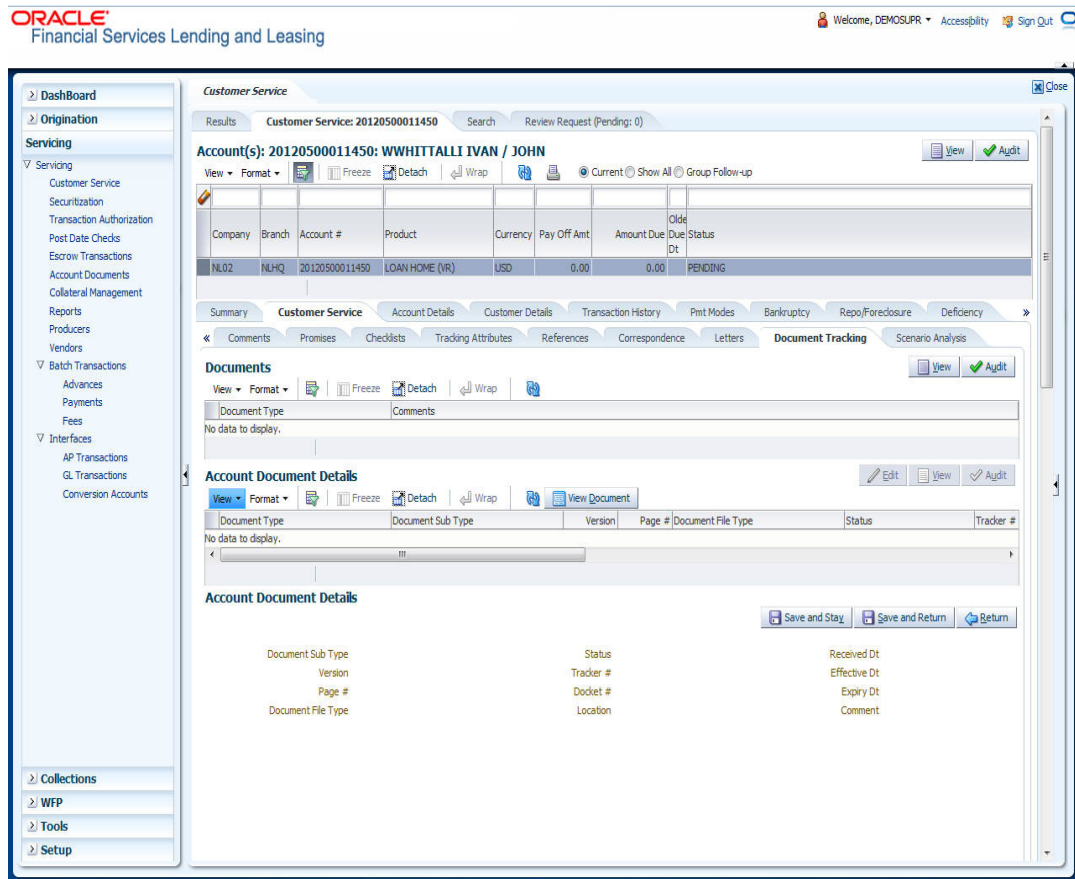 ORACLE'
Financial Services Lending and Leasing
Welcome, DEMOSUPR Accessibility Sign Out
Close
DashBoard
Origination
Servicing
Servicing
Customer Service
Securitization
Transaction Authorization
Post Date Checks
Escrow Transactions
Account Documents
Collateral Management
Reports
Producers
Vendors
Batch Transactions
Advances
Payments
Fees
Interfaces
AP Transactions
GL Transactions
Conversion Accounts
Collections
WFP
Tools
Setup
Customer Service
Results Customer Service: 20120500011450 Search Review Request (Pending: 0)
Account(s): 20120500011450: WWHITTALLI IVAN / JOHN
View Audit
View Format Freeze Detach Wrap Current Show All Group Follow-up
Company Branch Account # Product Currency Pay Off Amt Amount Due Olde Due Dt Status
NL02 NLHQ 20120500011450 LOAN HOME (VR) USD 0.00 0.00 PENDING
Summary Customer Service Account Details Customer Details Transaction History Pmt Modes Bankruptcy Repo/Foreclosure Deficiency »
« Comments Promises Checklists Tracking Attributes References Correspondence Letters Document Tracking Scenario Analysis
Documents
View Audit
View Format Freeze Detach Wrap
Document Type Comments
No data to display.
Account Document Details
Edit View Audit
View Format Freeze Detach Wrap View Document
Document Type Document Sub Type Version Page # Document File Type Status Tracker #
No data to display.
Account Document Details
Save and Stay Save and Return Return
Document Sub Type Status Received Dt
Version Tracker # Effective Dt
Page # Docket # Expiry Dt
Document File Type Location Comment